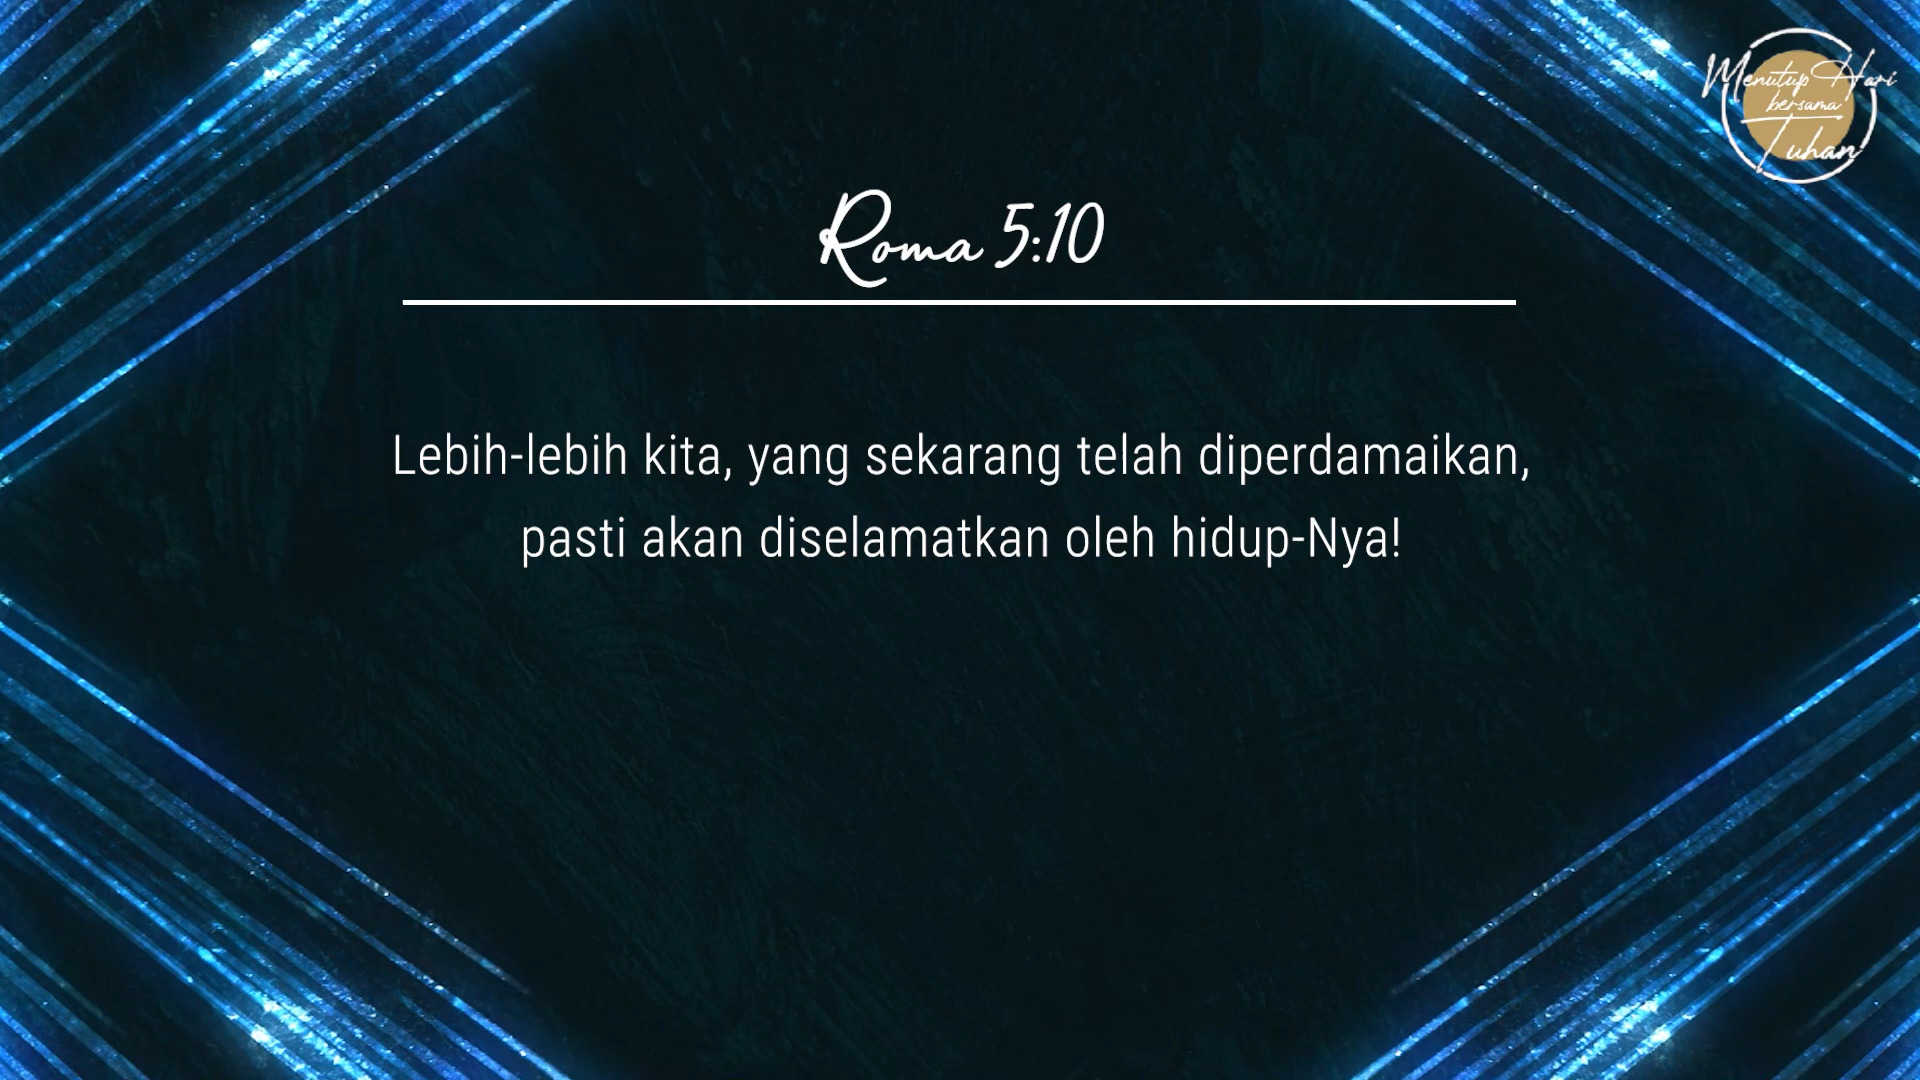 Menutup Hari
bersama
Tuhan
Roma 5:10
Lebih-lebih kita, yang sekarang telah diperdamaikan,
pasti akan diselamatkan oleh hidup-Nya!